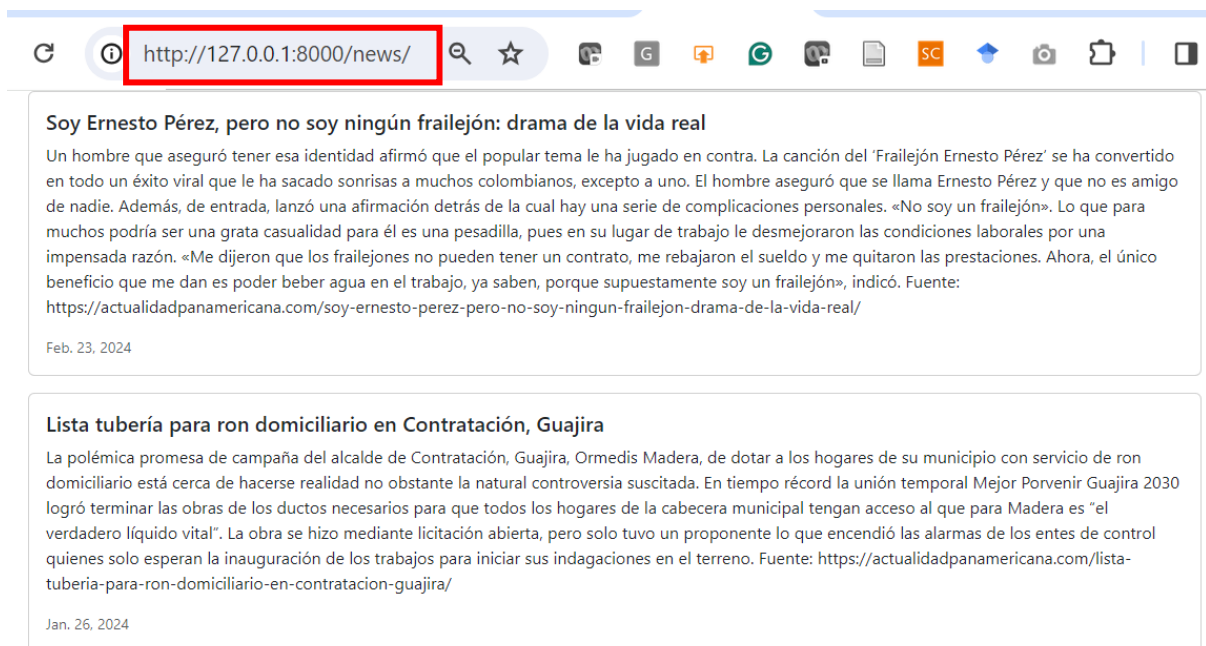 http://127.0.0.1:8000/news/
G
SC
Soy Ernesto Pérez, pero no soy ningún frailejón: drama de la vida real
Un hombre que aseguró tener esa identidad afirmó que el popular tema le ha jugado en contra. La canción del ‘Frailejón Ernesto Pérez’ se ha convertido
en todo un éxito viral que le ha sacado sonrisas a muchos colombianos, excepto a uno. El hombre aseguró que se llama Ernesto Pérez y que no es amigo
de nadie. Además, de entrada, lanzó una afirmación detrás de la cual hay una serie de complicaciones personales. «No soy un frailejón». Lo que para
muchos podría ser una grata casualidad para él es una pesadilla, pues en su lugar de trabajo le desmejoraron las condiciones laborales por una
impensada razón. «Me dijeron que los frailejones no pueden tener un contrato, me rebajaron el sueldo y me quitaron las prestaciones. Ahora, el único
beneficio que me dan es poder beber agua en el trabajo, ya saben, porque supuestamente soy un frailejón», indicó. Fuente:
https://actualidadpanamericana.com/soy-ernesto-perez-pero-no-soy-ningun-frailejon-drama-de-la-vida-real/
Feb. 23, 2024
Lista tubería para ron domiciliario en Contratación, Guajira
La polémica promesa de campaña del alcalde de Contratación, Guajira, Ormedis Madera, de dotar a los hogares de su municipio con servicio de ron
domiciliario está cerca de hacerse realidad no obstante la natural controversia suscitada. En tiempo récord la unión temporal Mejor Porvenir Guajira 2030
logró terminar las obras de los ductos necesarios para que todos los hogares de la cabecera municipal tengan acceso al que para Madera es “el
verdadero líquido vital”. La obra se hizo mediante licitación abierta, pero solo tuvo un proponente lo que encendió las alarmas de los entes de control
quienes solo esperan la inauguración de los trabajos para iniciar sus indagaciones en el terreno. Fuente: https://actualidadpanamericana.com/lista-
tuberia-para-ron-domiciliario-en-contratacion-guajira/
Jan. 26, 2024